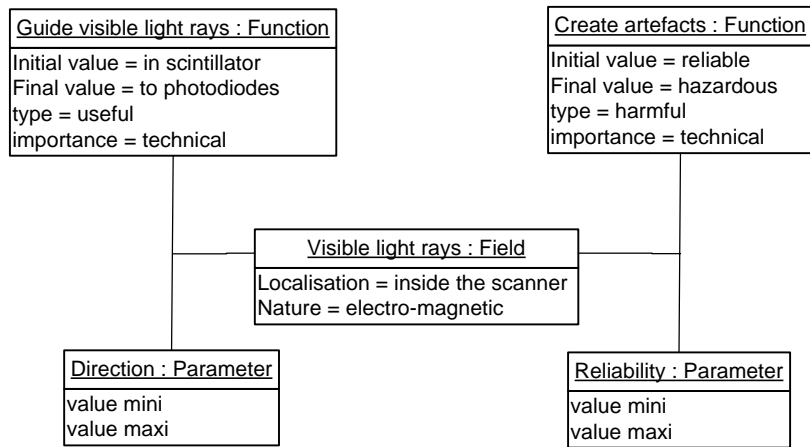 Guide visible light rays : Function
Initial value = in scintillator
Final value = to photodiodes
type = useful
importance = technical
Create artefacts : Function
Initial value = reliable
Final value = hazardous
type = harmful
importance = technical
Visible light rays : Field
Localisation = inside the scanner
Nature = electro-magnetic
Direction : Parameter
value mini
value maxi
Reliability : Parameter
value mini
value maxi